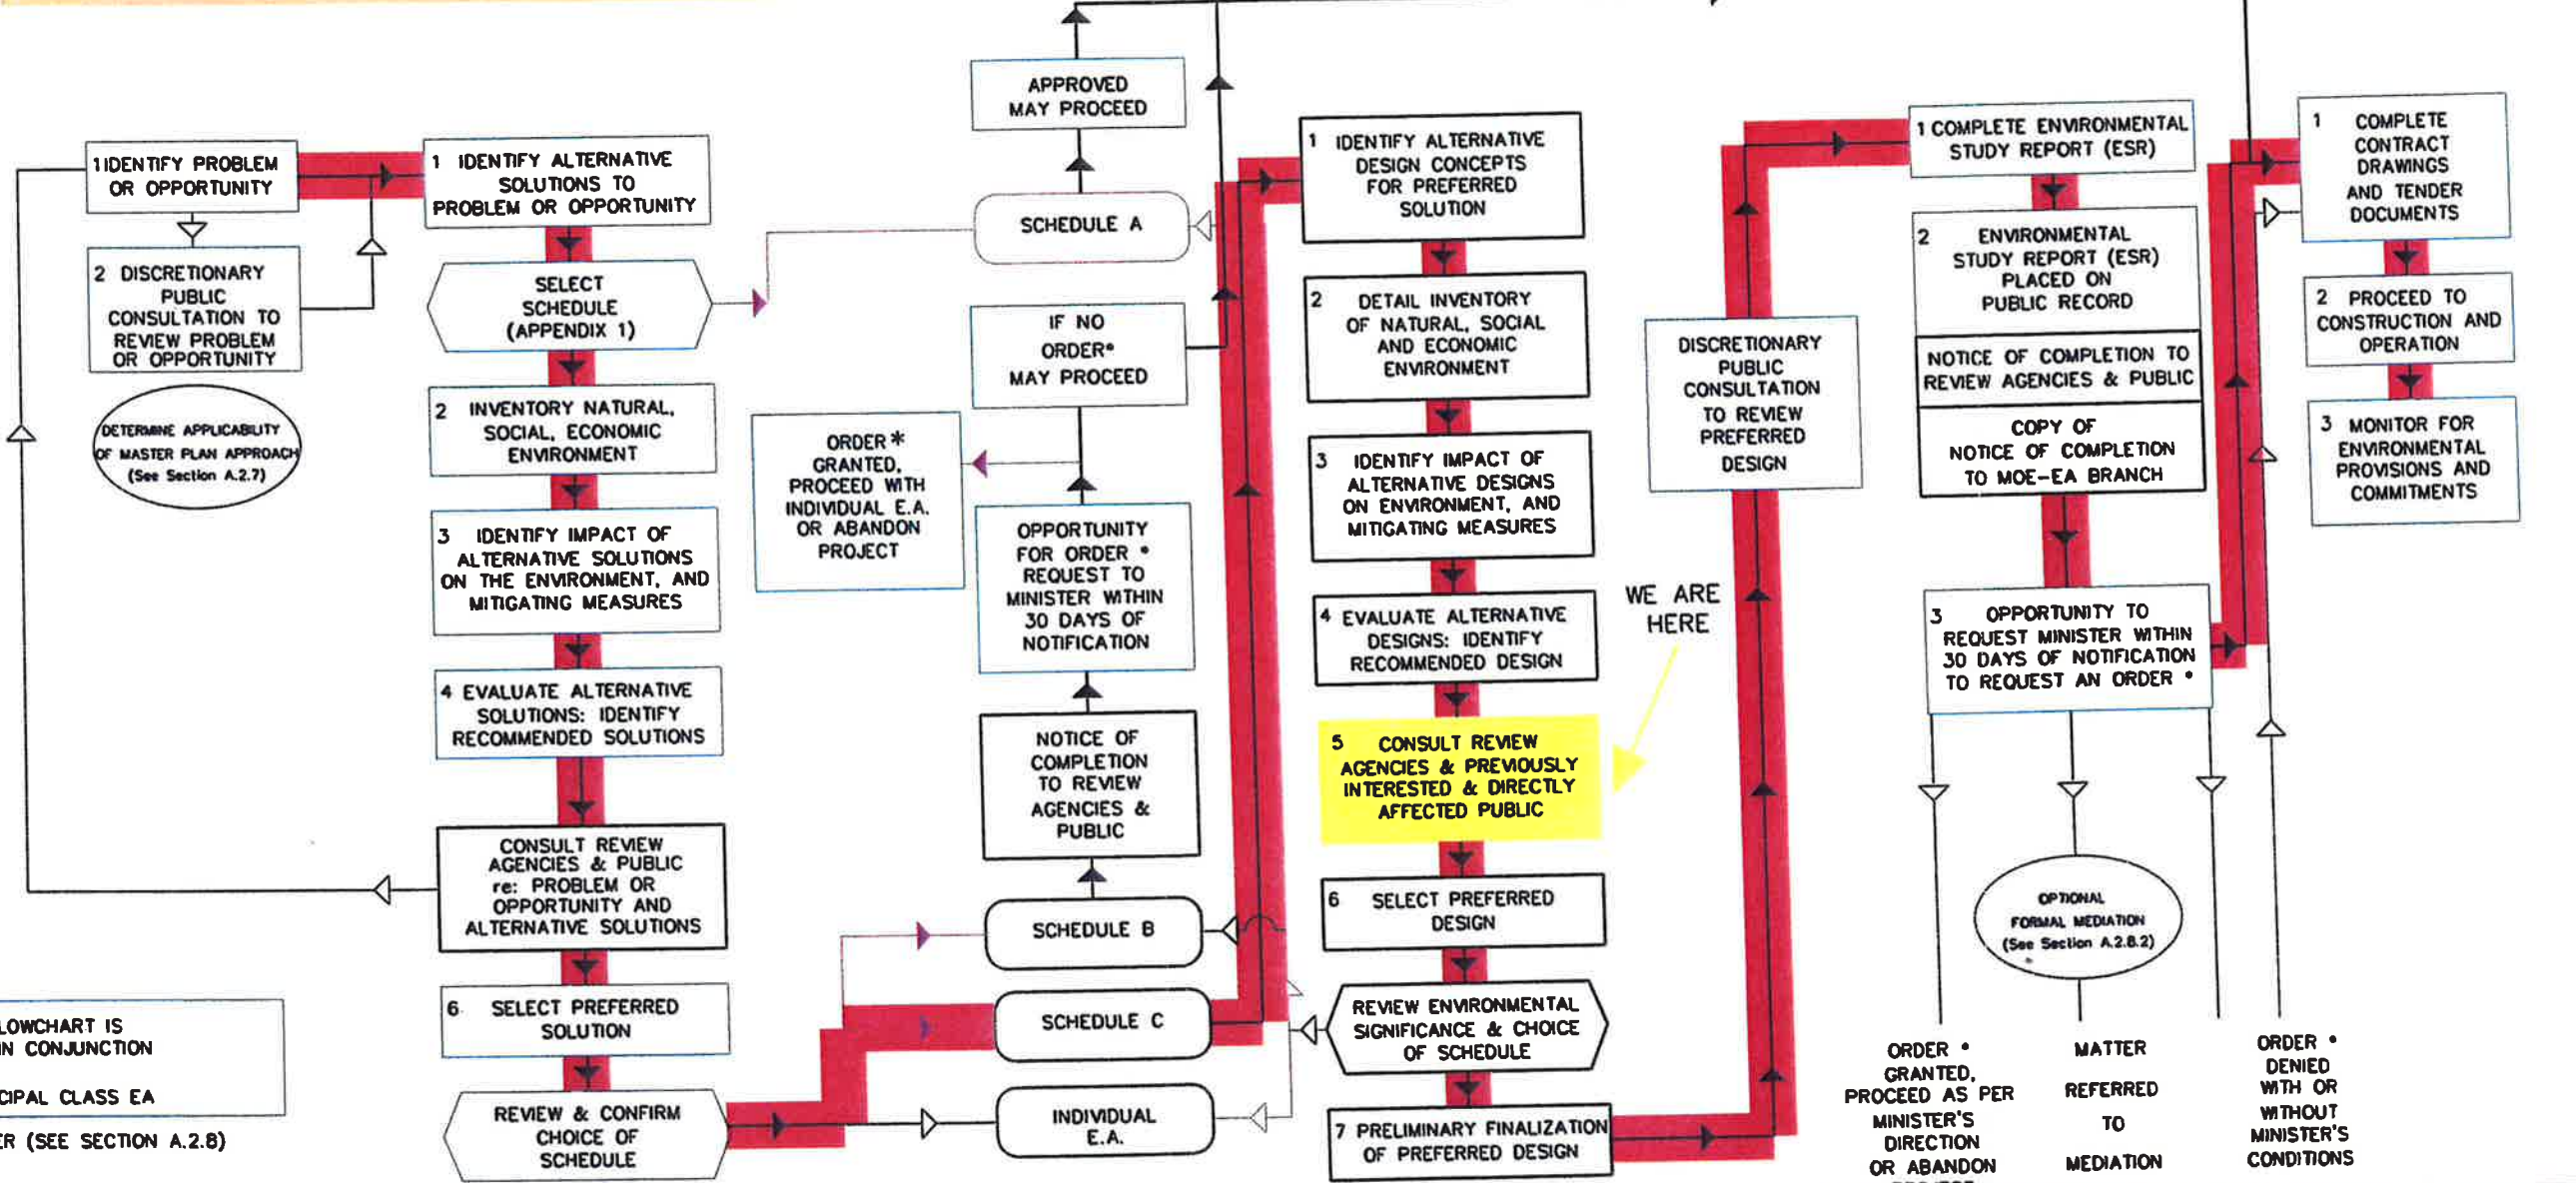 1 IDENTIFY PROBLEM
OR OPPORTUNITY
2 DISCRETIONARY
PUBLIC
CONSULTATION TO
REVIEW PROBLEM
OR OPPORTUNITY
DETERMINE APPLICABILITY
OF MASTER PLAN APPROACH
(See Section A.2.7)
LOWCHART IS
IN CONJUNCTION
CIPAL CLASS EA
ER (SEE SECTION A.2.8)
1 IDENTIFY ALTERNATIVE
SOLUTIONS TO
PROBLEM OR OPPORTUNITY
SELECT
SCHEDULE
(APPENDIX 1)
2 INVENTORY NATURAL,
SOCIAL, ECONOMIC
ENVIRONMENT
3 IDENTIFY IMPACT OF
ALTERNATIVE SOLUTIONS
ON THE ENVIRONMENT, AND
MITIGATING MEASURES
4 EVALUATE ALTERNATIVE
SOLUTIONS: IDENTIFY
RECOMMENDED SOLUTIONS
CONSULT REVIEW
AGENCIES & PUBLIC
re: PROBLEM OR
OPPORTUNITY AND
ALTERNATIVE SOLUTIONS
6 SELECT PREFERRED
SOLUTION
REVIEW & CONFIRM
CHOICE OF
SCHEDULE
APPROVED
MAY PROCEED
SCHEDULE A
IF NO
ORDER*
MAY PROCEED
ORDER *
GRANTED,
PROCEED WITH
INDIVIDUAL E.A.
OR ABANDON
PROJECT
OPPORTUNITY
FOR ORDER *
REQUEST TO
MINISTER WITHIN
30 DAYS OF
NOTIFICATION
NOTICE OF
COMPLETION
TO REVIEW
AGENCIES &
PUBLIC
SCHEDULE B
SCHEDULE C
INDIVIDUAL
E.A.
1 IDENTIFY ALTERNATIVE
DESIGN CONCEPTS
FOR PREFERRED
SOLUTION
2 DETAIL INVENTORY
OF NATURAL, SOCIAL
AND ECONOMIC
ENVIRONMENT
3 IDENTIFY IMPACT OF
ALTERNATIVE DESIGNS
ON ENVIRONMENT, AND
MITIGATING MEASURES
4 EVALUATE ALTERNATIVE
DESIGNS: IDENTIFY
RECOMMENDED DESIGN
WE ARE
HERE
5 CONSULT REVIEW
AGENCIES & PREVIOUSLY
INTERESTED & DIRECTLY
AFFECTED PUBLIC
6 SELECT PREFERRED
DESIGN
REVIEW ENVIRONMENTAL
SIGNIFICANCE & CHOICE
OF SCHEDULE
7 PRELIMINARY FINALIZATION
OF PREFERRED DESIGN
DISCRETIONARY
PUBLIC
CONSULTATION
TO REVIEW
PREFERRED
DESIGN
1 COMPLETE ENVIRONMENTAL
STUDY REPORT (ESR)
2 ENVIRONMENTAL
STUDY REPORT (ESR)
PLACED ON
PUBLIC RECORD
NOTICE OF COMPLETION TO
REVIEW AGENCIES & PUBLIC
COPY OF
NOTICE OF COMPLETION
TO MOE-EA BRANCH
3 OPPORTUNITY TO
REQUEST MINISTER WITHIN
30 DAYS OF NOTIFICATION
TO REQUEST AN ORDER *
OPTIONAL
FORMAL MEDIATION
(See Section A.2.8.2)
ORDER *
GRANTED,
PROCEED AS PER
MINISTER'S
DIRECTION
OR ABANDON
MATTER
REFERRED
TO
MEDIATION
ORDER *
DENIED
WITH OR
WITHOUT
MINISTER'S
CONDITIONS
1 COMPLETE
CONTRACT
DRAWINGS
AND TENDER
DOCUMENTS
2 PROCEED TO
CONSTRUCTION AND
OPERATION
3 MONITOR FOR
ENVIRONMENTAL
PROVISIONS AND
COMMITMENTS